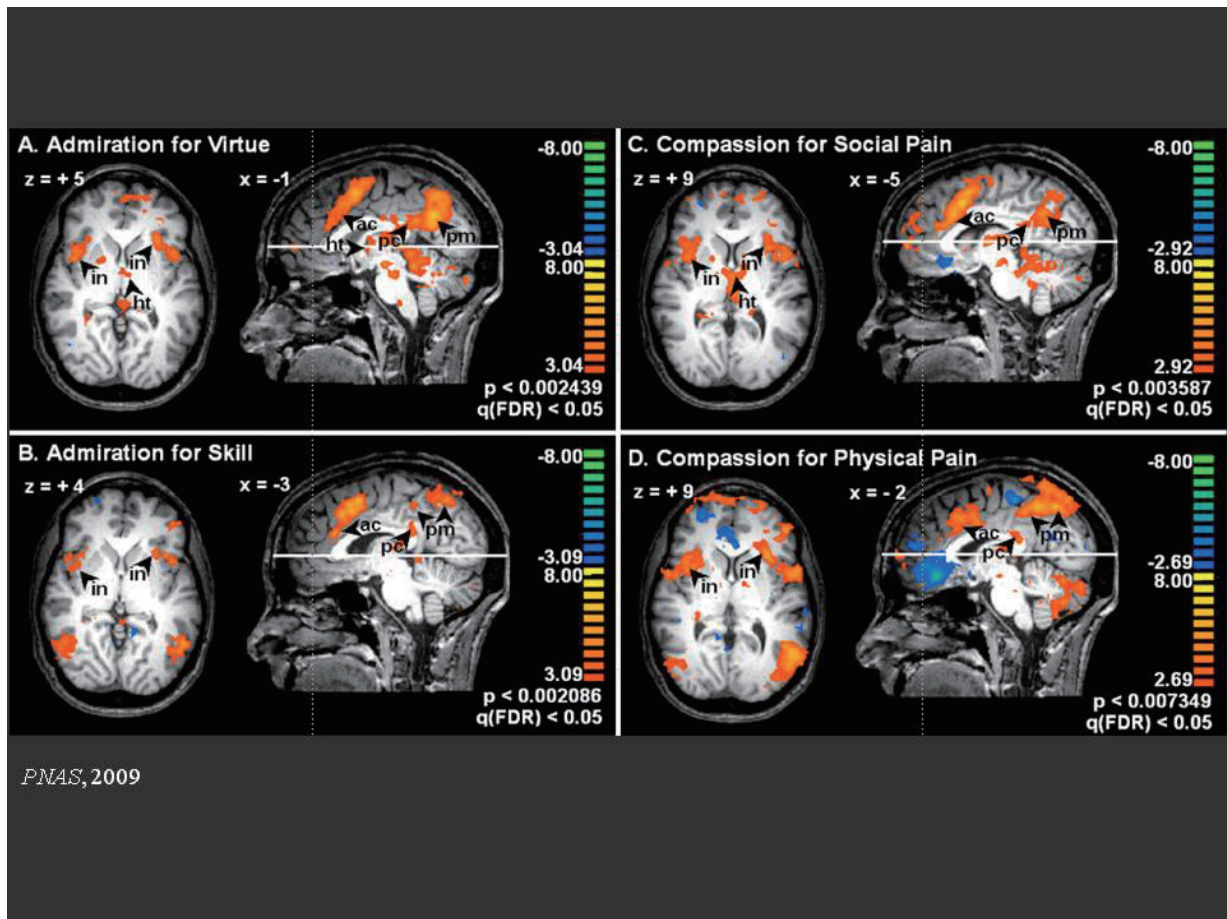 A. Admiration for Virtue
z = + 5
x = -1
ac
ht
pc
pm
in
in
ht
-8.00
-3.04
8.00
3.04
p < 0.002439
q(FDR) < 0.05
C. Compassion for Social Pain
z = + 9
x = -5
ac
pc
pm
in
in
ht
-8.00
-2.92
8.00
2.92
p < 0.003587
q(FDR) < 0.05
B. Admiration for Skill
z = + 4
x = -3
ac
pm
pc
in
in
-8.00
-3.09
8.00
3.09
p < 0.002086
q(FDR) < 0.05
D. Compassion for Physical Pain
z = + 9
x = - 2
ac
pm
pc
in
in
-8.00
-2.69
8.00
2.69
p < 0.007349
q(FDR) < 0.05
PNAS, 2009